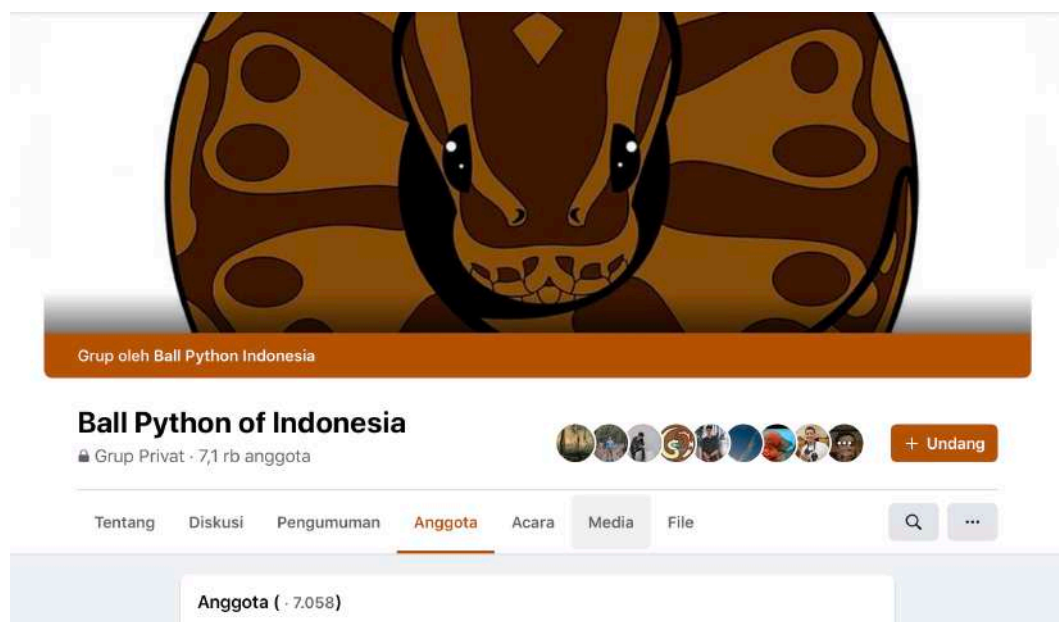 Grup oleh Ball Python Indonesia
Ball Python of Indonesia
Grup Privat · 7,1 rb anggota
+ Undang
Tentang Diskusi Pengumuman Anggota Acara Media File
Anggota ( · 7.058)